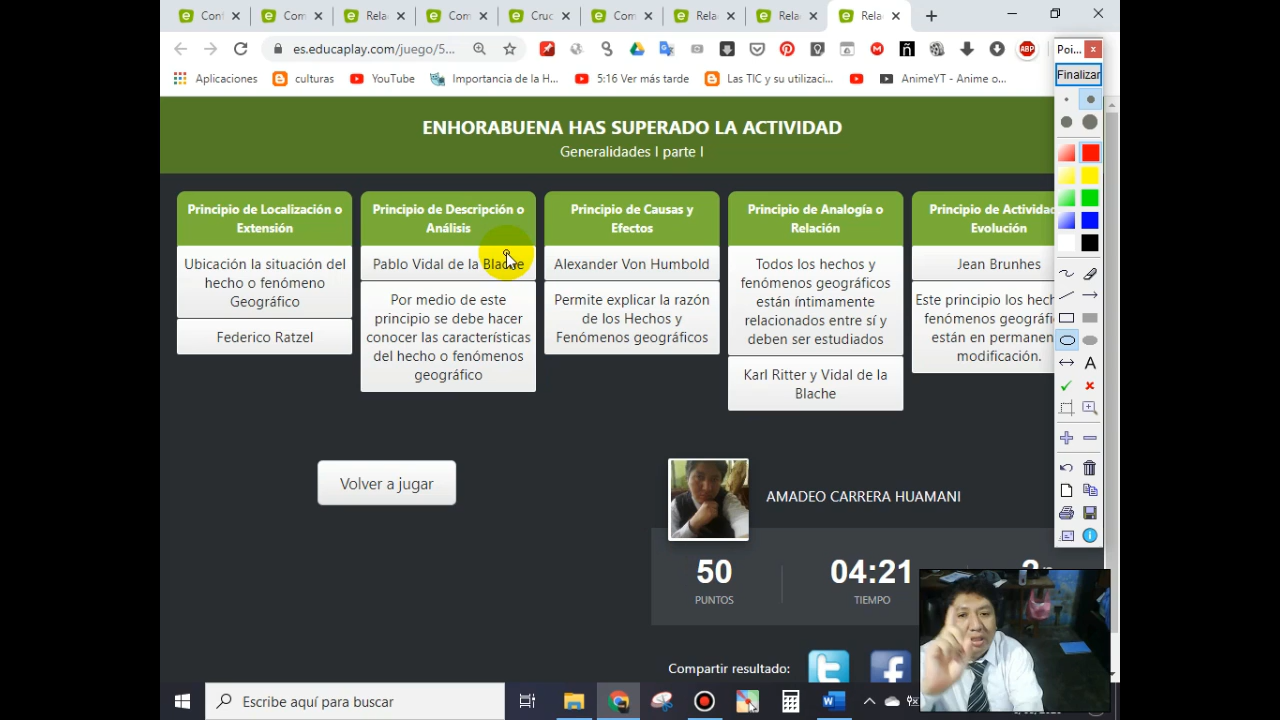 Conf
Com
Rela
Com
Cruc
Com
Rela
Rela
Rela
es.educaplay.com/juego/5...
ñ
ABP
Poi...
Finalizar
Aplicaciones
culturas
YouTube
Importancia de la H...
5:16 Ver más tarde
Las TIC y su utilizaci...
AnimeYT - Anime o...
ENHORABUENA HAS SUPERADO LA ACTIVIDAD
Generalidades I parte I
Principio de Localización o
Extensión
Ubicación la situación del
hecho o fenómeno
Geográfico
Federico Ratzel
Principio de Descripción o
Análisis
Pablo Vidal de la Blache
Por medio de este
principio se debe hacer
conocer las características
del hecho o fenómenos
geográfico
Principio de Causas y
Efectos
Alexander Von Humbold
Permite explicar la razón
de los Hechos y
Fenómenos geográficos
Principio de Analogía o
Relación
Todos los hechos y
fenómenos geográficos
están íntimamente
relacionados entre sí y
deben ser estudiados
Karl Ritter y Vidal de la
Blache
Principio de Actividad
Evolución
Jean Brunhes
Este principio los hech
fenómenos geográfi
están en permanen
modificación.
A
Volver a jugar
AMADEO CARRERA HUAMANI
50
PUNTOS
04:21
TIEMPO
Compartir resultado:
Escribe aquí para buscar